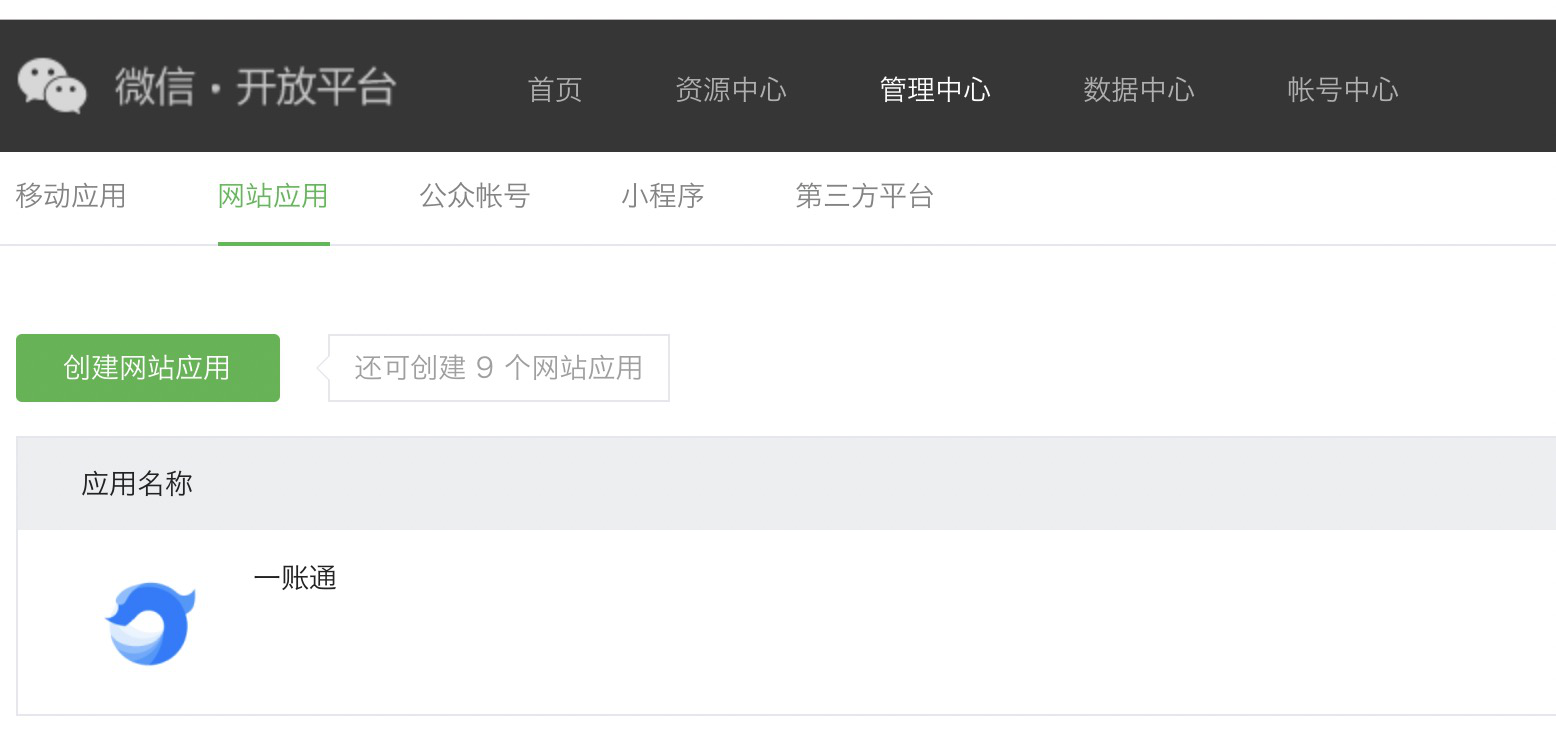 微信·开放平台 首页 资源中心 管理中心 数据中心 帐号中心
移动应用 网站应用 公众帐号 小程序 第三方平台
创建网站应用 还可创建 9 个网站应用
应用名称
一账通